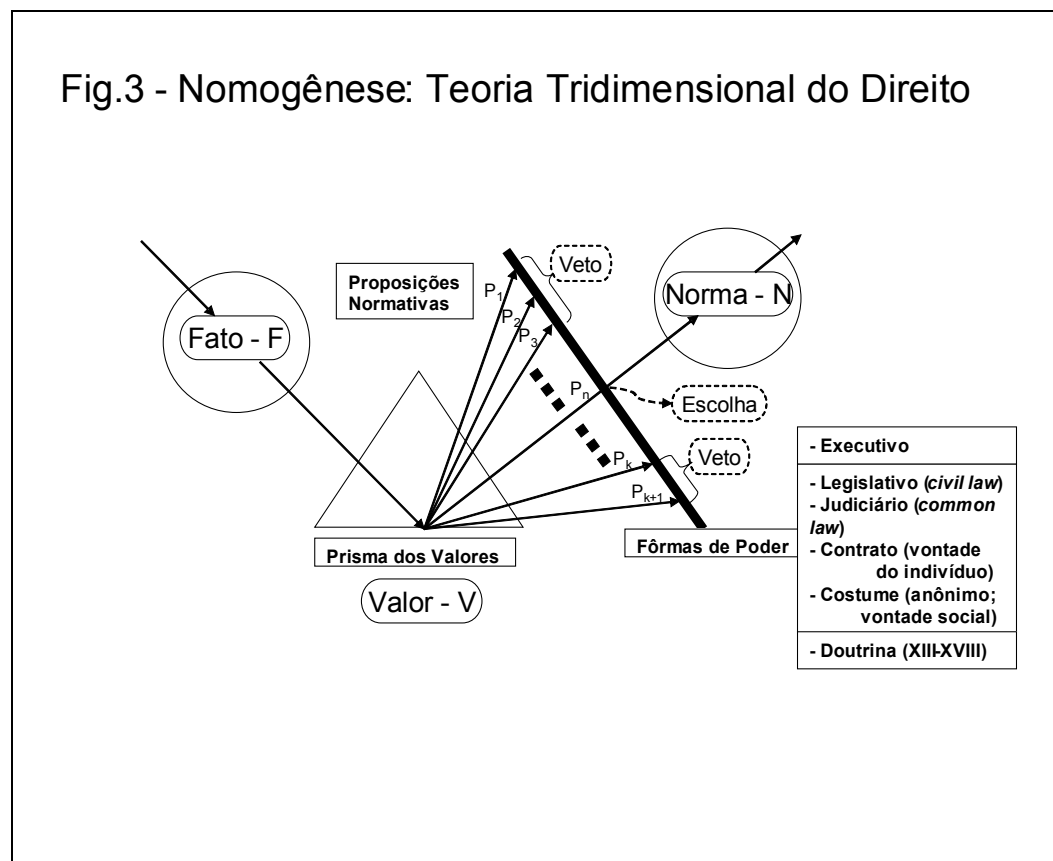 Fig.3 - Nomogênese: Teoria Tridimensional do Direito
Proposições
Normativas
Veto
Norma - N
Fato - F
P1
P2
P3
Pn
Escolha
Pk
Veto
Pk+1
Prisma dos Valores
Fôrmas de Poder
Valor - V
- Executivo
- Legislativo (civil law)
- Judiciário (common
law)
- Contrato (vontade
do indivíduo)
- Costume (anônimo;
vontade social)
- Doutrina (XIII-XVIII)